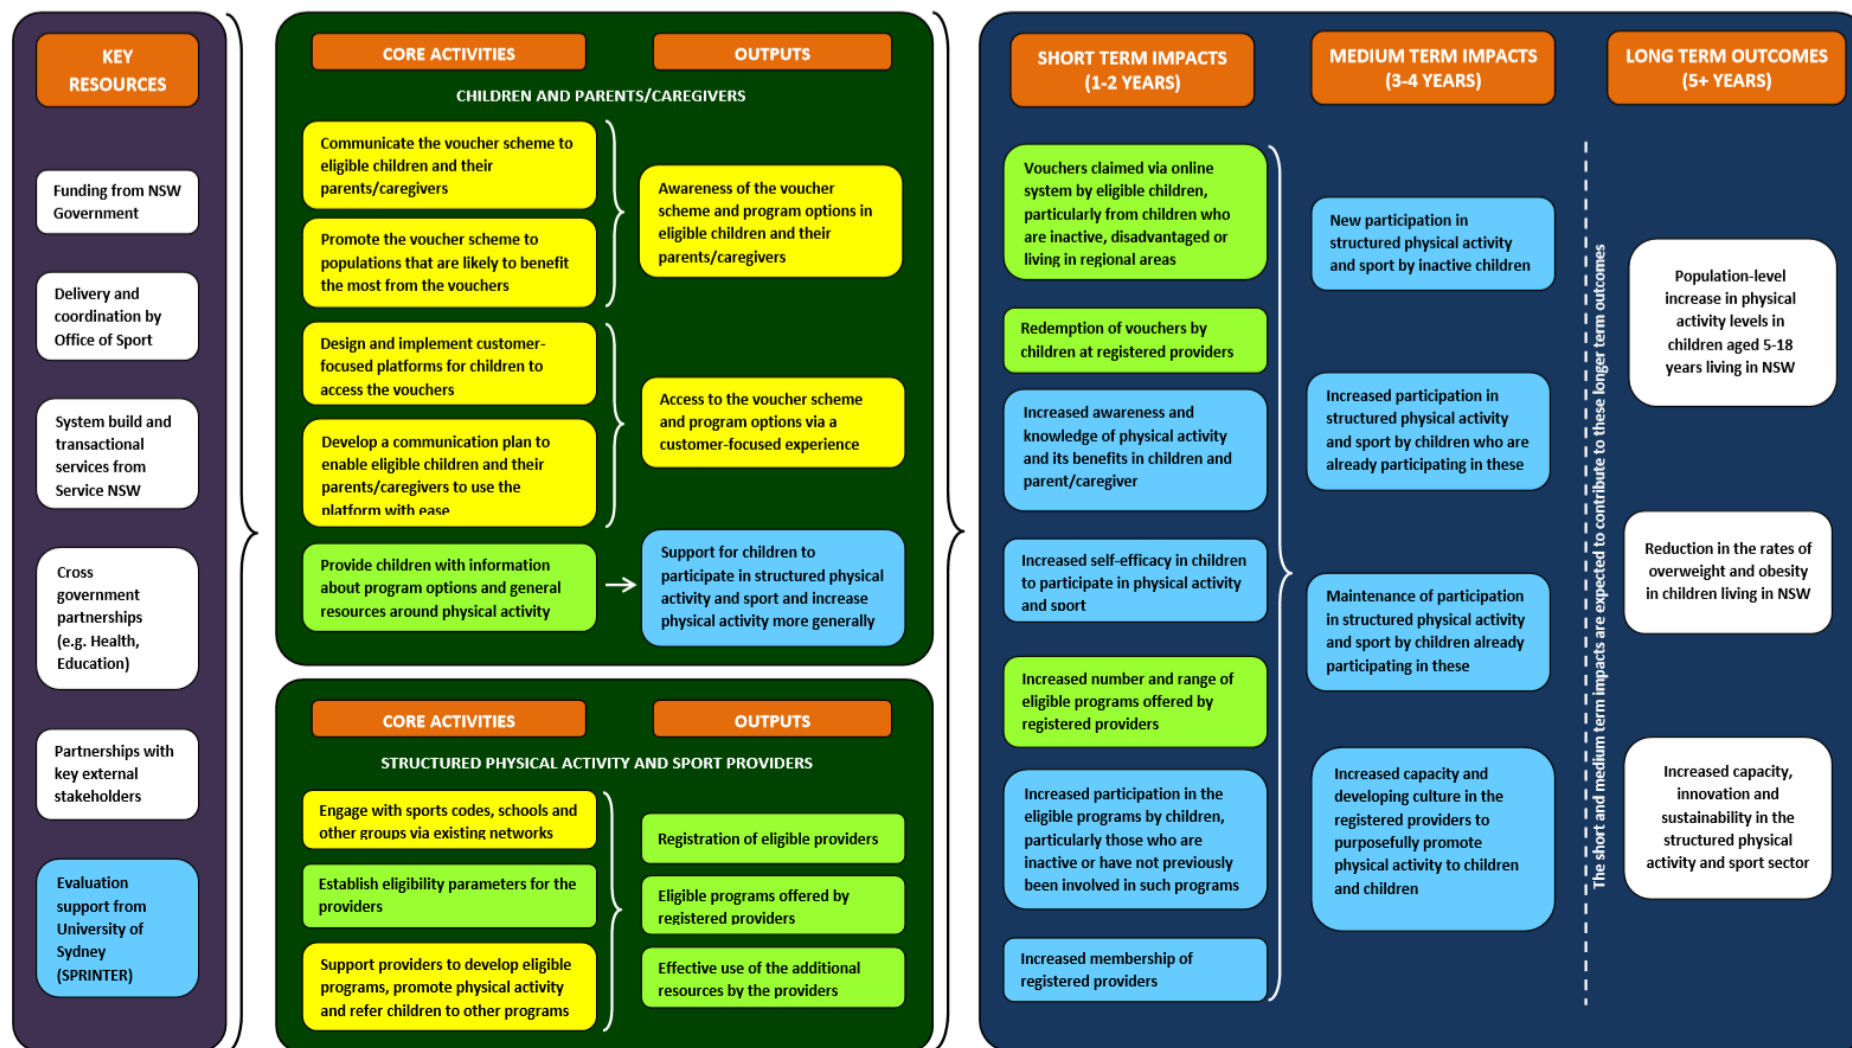 KEY
RESOURCES
Funding from NSW
Government
Delivery and
coordination by
Office of Sport
System build and
transactional
services from
Service NSW
Cross
government
partnerships
(e.g. Health,
Education)
Partnerships with
key external
stakeholders
Evaluation
support from
University of
Sydney
(SPRINTER)
CORE ACTIVITIES
OUTPUTS
CHILDREN AND PARENTS/CAREGIVERS
Communicate the voucher scheme to
eligible children and their
parents/caregivers
Promote the voucher scheme to
populations that are likely to benefit
the most from the vouchers
Awareness of the voucher
scheme and program options in
eligible children and their
parents/caregivers
Design and implement customer-
focused platforms for children to
access the vouchers
Develop a communication plan to
enable eligible children and their
parents/caregivers to use the
platform with ease
Access to the voucher scheme
and program options via a
customer-focused experience
Provide children with information
about program options and general
resources around physical activity
Support for children to
participate in structured physical
activity and sport and increase
physical activity more generally
CORE ACTIVITIES
OUTPUTS
STRUCTURED PHYSICAL ACTIVITY AND SPORT PROVIDERS
Engage with sports codes, schools and
other groups via existing networks
Establish eligibility parameters for the
providers
Support providers to develop eligible
programs, promote physical activity
and refer children to other programs
Registration of eligible providers
Eligible programs offered by
registered providers
Effective use of the additional
resources by the providers
SHORT TERM IMPACTS
(1-2 YEARS)
Vouchers claimed via online
system by eligible children,
particularly from children who
are inactive, disadvantaged or
living in regional areas
Redemption of vouchers by
children at registered providers
Increased awareness and
knowledge of physical activity
and its benefits in children and
parent/caregiver
Increased self-efficacy in children
to participate in physical activity
and sport
Increased number and range of
eligible programs offered by
registered providers
Increased participation in the
eligible programs by children,
particularly those who are
inactive or have not previously
been involved in such programs
Increased membership of
registered providers
MEDIUM TERM IMPACTS
(3-4 YEARS)
New participation in
structured physical activity
and sport by inactive children
Increased participation in
structured physical activity
and sport by children who are
already participating in these
Maintenance of participation
in structured physical activity
and sport by children already
participating in these
Increased capacity and
developing culture in the
registered providers to
purposefully promote
physical activity to children
and children
The short and medium term impacts are expected to contribute to these longer term outcomes
LONG TERM OUTCOMES
(5+ YEARS)
Population-level
increase in physical
activity levels in
children aged 5-18
years living in NSW
Reduction in the rates of
overweight and obesity
in children living in NSW
Increased capacity,
innovation and
sustainability in the
structured physical
activity and sport sector